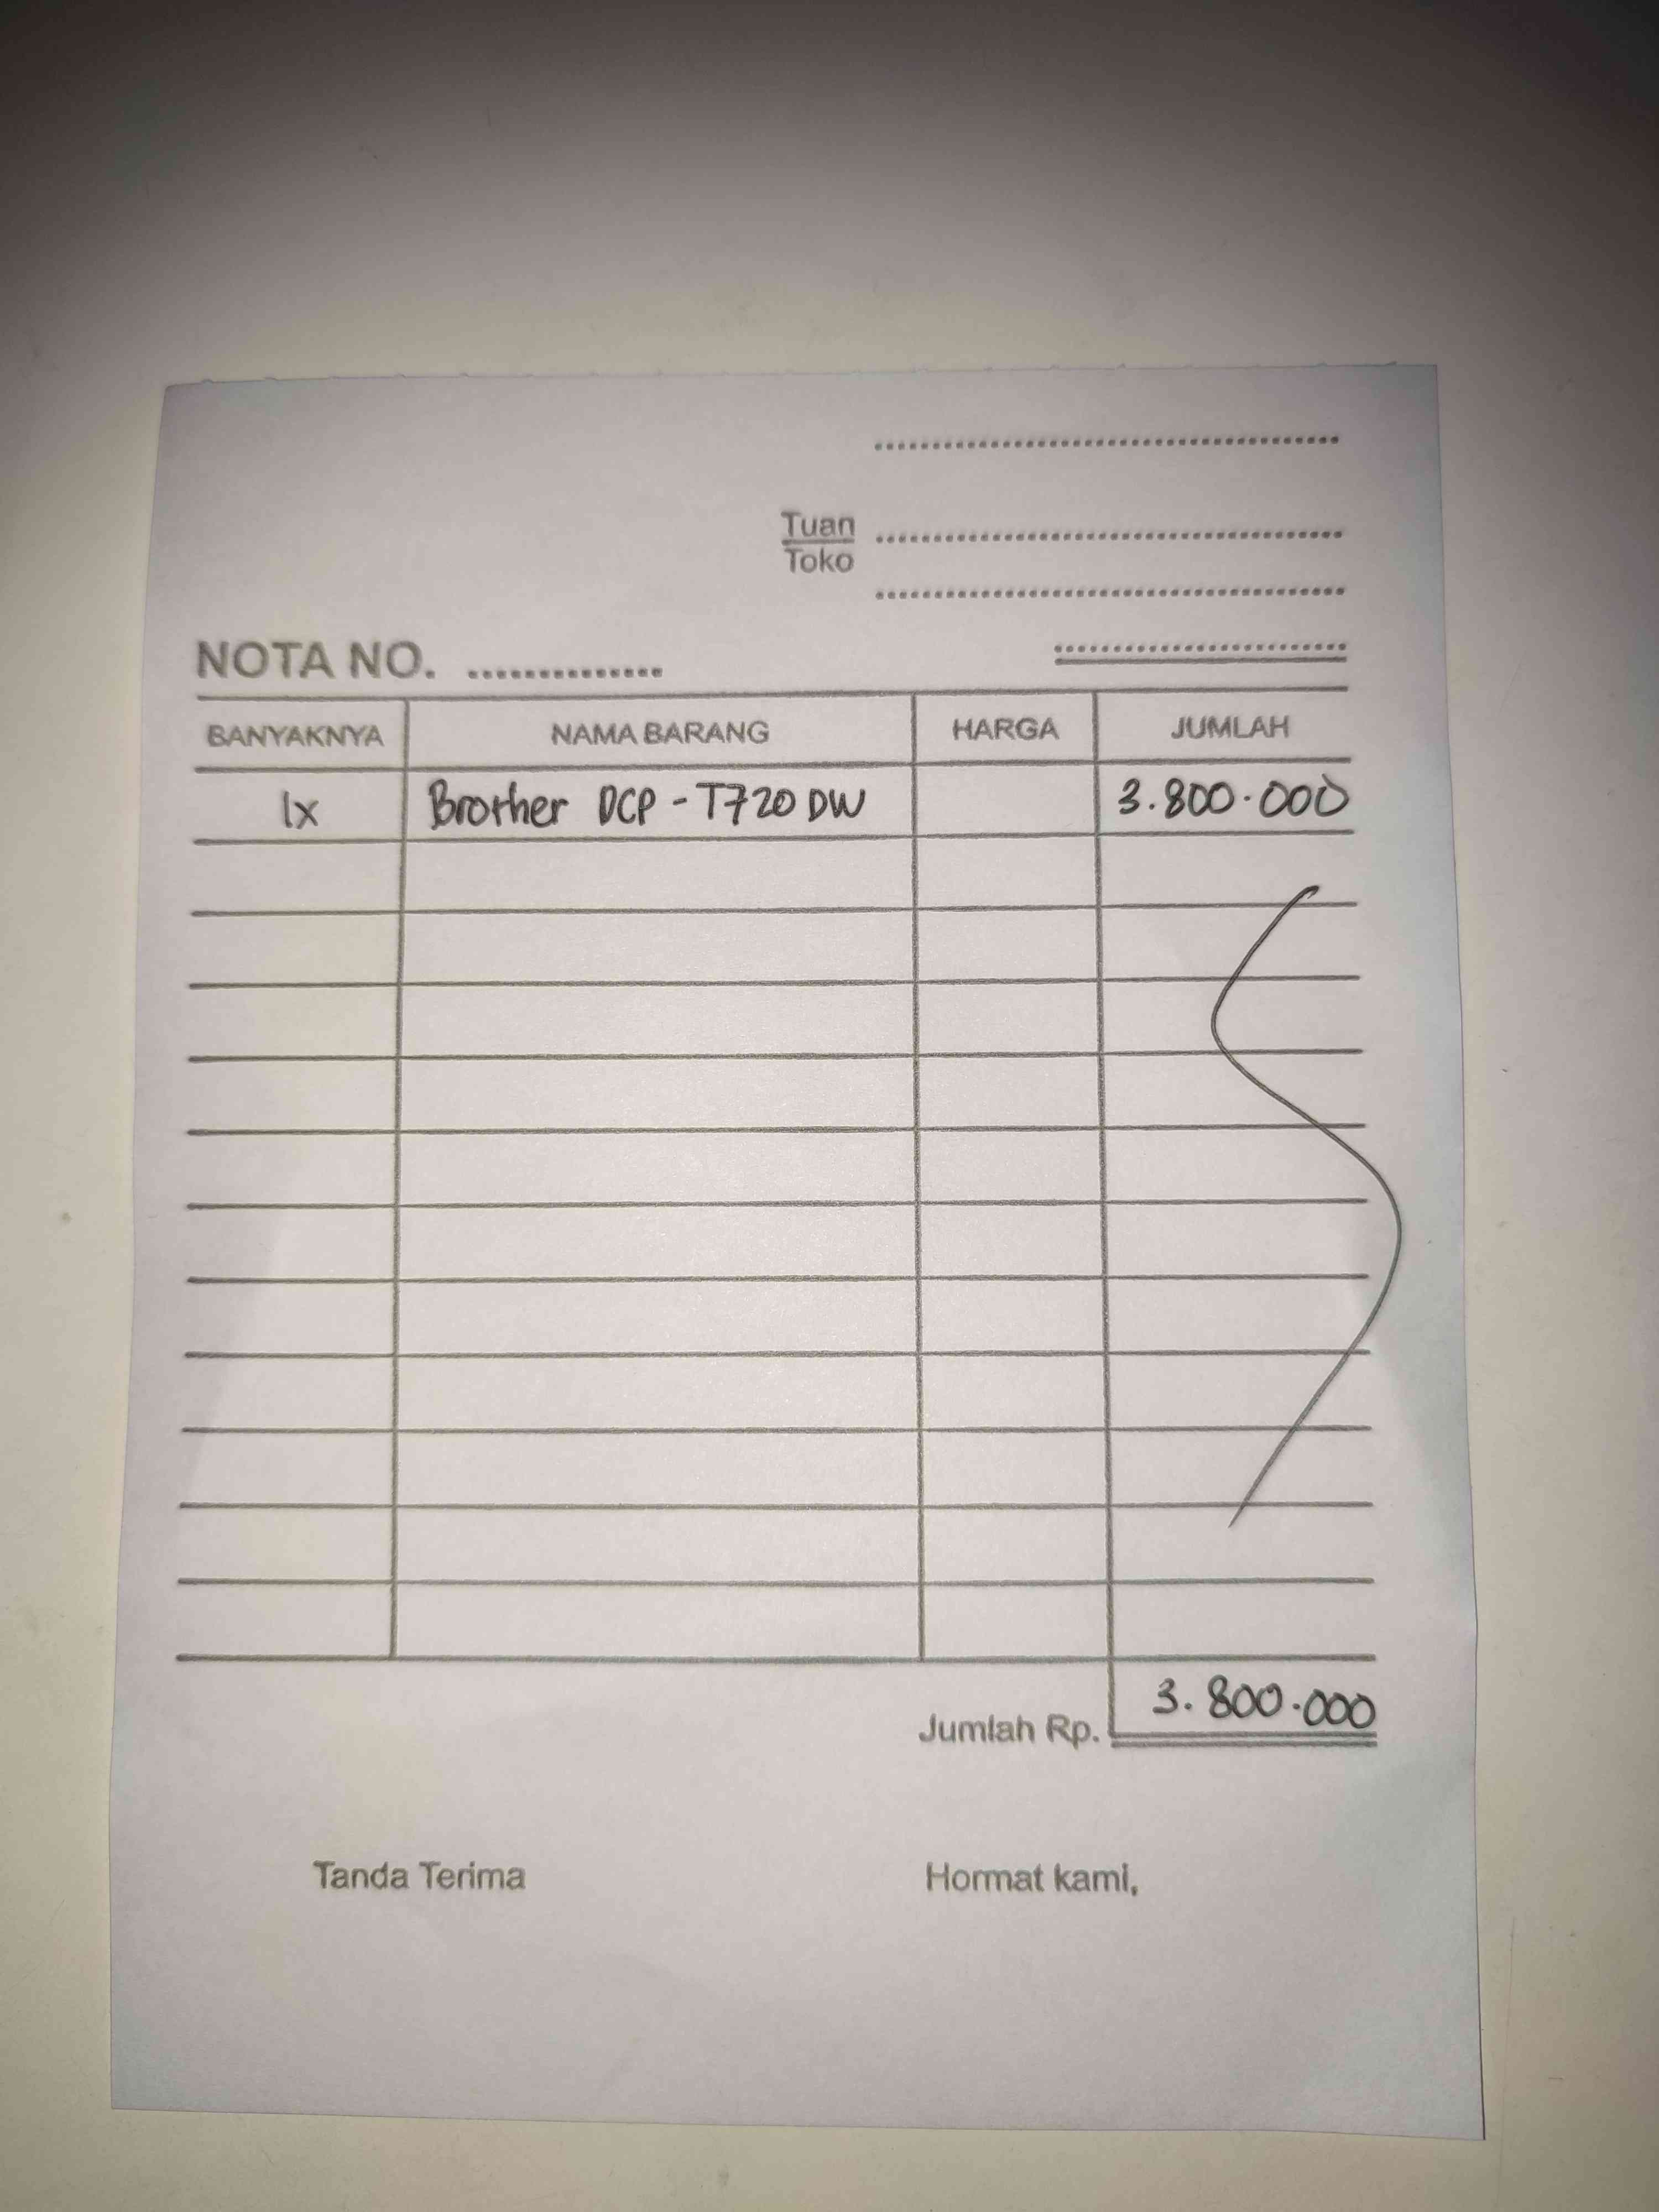 Tuan
Toko
NOTA NO. ..............
BANYAKNYA NAMA BARANG HARGA JUMLAH
1x Brother DCP - T720 DW 3.800.000
Jumlah Rp. 3.800.000
Tanda Terima Hormat kami,